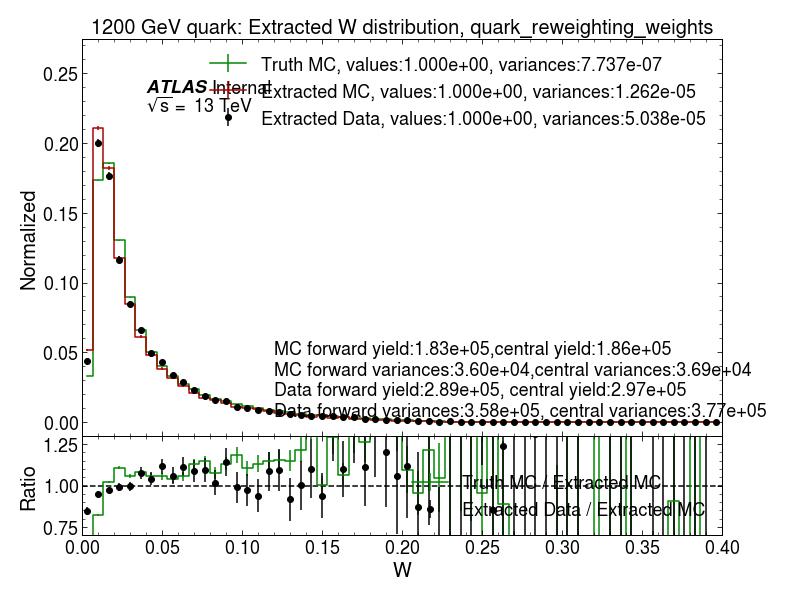 1200 GeV quark: Extracted W distribution, quark_reweighting_weights
Truth MC, values:1.000e+00, variances:7.737e-07
ATLAS Internal
Extracted MC, values:1.000e+00, variances:1.262e-05
√s = 13 TeV
Extracted Data, values:1.000e+00, variances:5.038e-05
Normalized
0.25
0.20
0.15
0.10
0.05
0.00
MC forward yield:1.83e+05,central yield:1.86e+05
MC forward variances:3.60e+04,central variances:3.69e+04
Data forward yield:2.89e+05, central yield:2.97e+05
Data forward variances:3.58e+05, central variances:3.77e+05
Ratio
1.25
1.00
0.75
Truth MC / Extracted MC
Extracted Data / Extracted MC
0.00 0.05 0.10 0.15 0.20 0.25 0.30 0.35 0.40
W